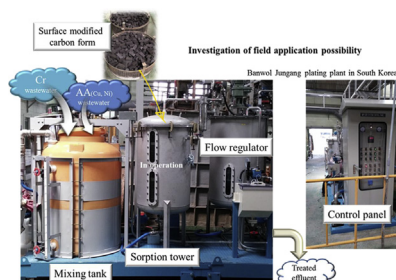 Surface modified
carbon form
Investigation of field application possibility
Banwol Jungang plating plant in South Korea
Cr
wastewater
AA(Cu, Ni)
wastewater
In operation
Flow regulator
Control panel
Sorption tower
Mixing tank
Treated
effluent